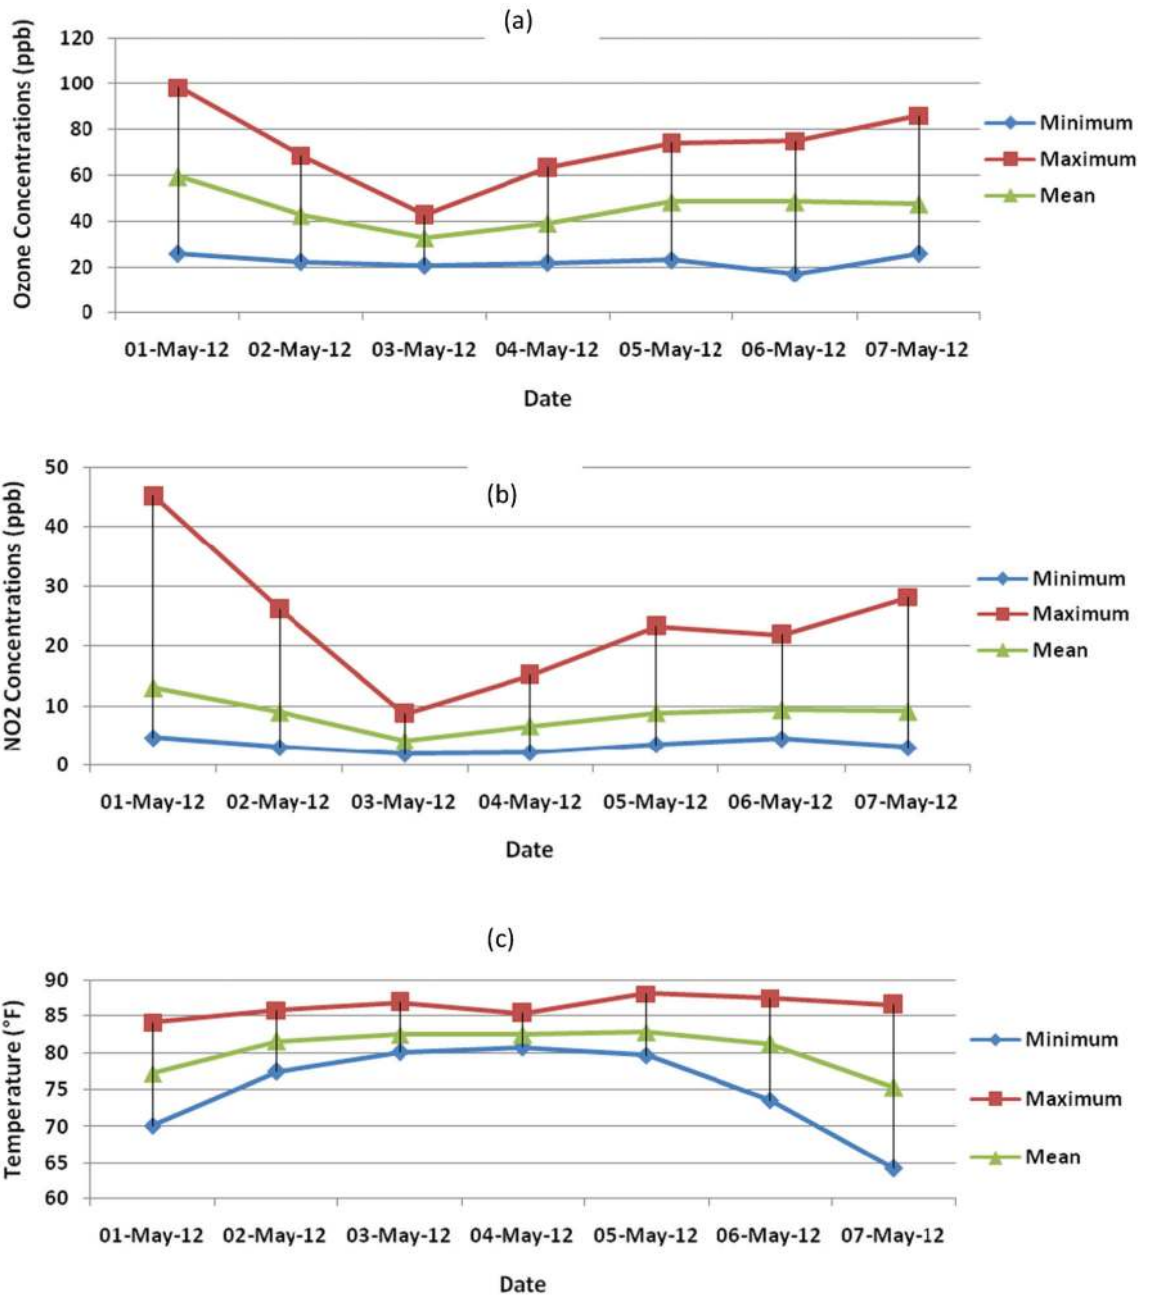 (a)
Ozone Concentrations (ppb)
120
100
80
60
40
20
0
01-May-12 02-May-12 03-May-12 04-May-12 05-May-12 06-May-12 07-May-12
Date
Minimum
Maximum
Mean
(b)
NO2 Concentrations (ppb)
50
40
30
20
10
0
01-May-12 02-May-12 03-May-12 04-May-12 05-May-12 06-May-12 07-May-12
Date
Minimum
Maximum
Mean
(c)
Temperature (°F)
90
85
80
75
70
65
60
01-May-12 02-May-12 03-May-12 04-May-12 05-May-12 06-May-12 07-May-12
Date
Minimum
Maximum
Mean